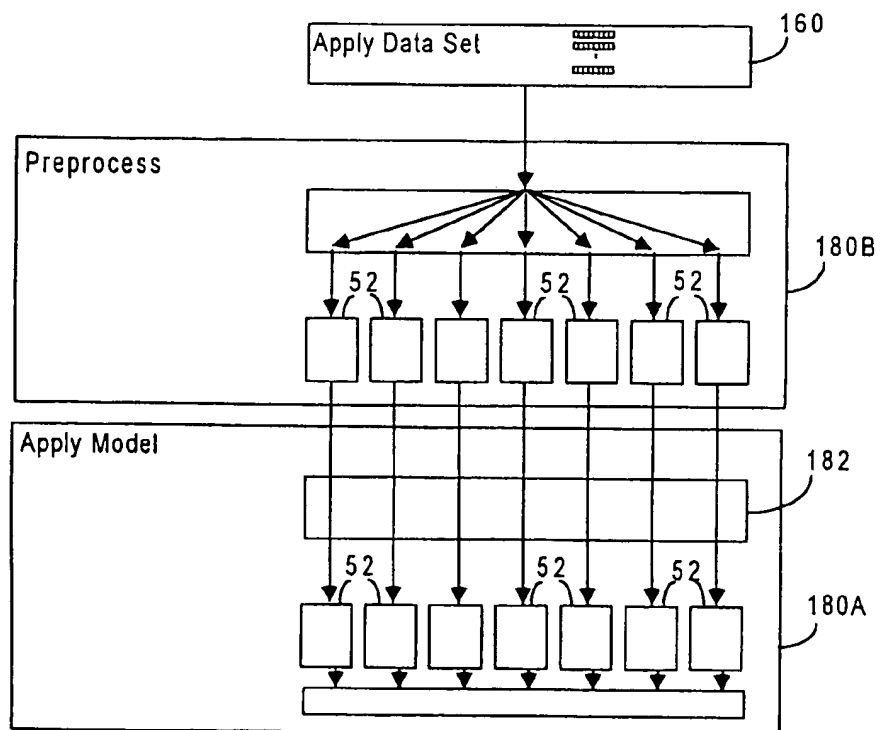 Apply Data Set
160
Preprocess
180B
52 52 52
Apply Model
182
52 52 52
180A